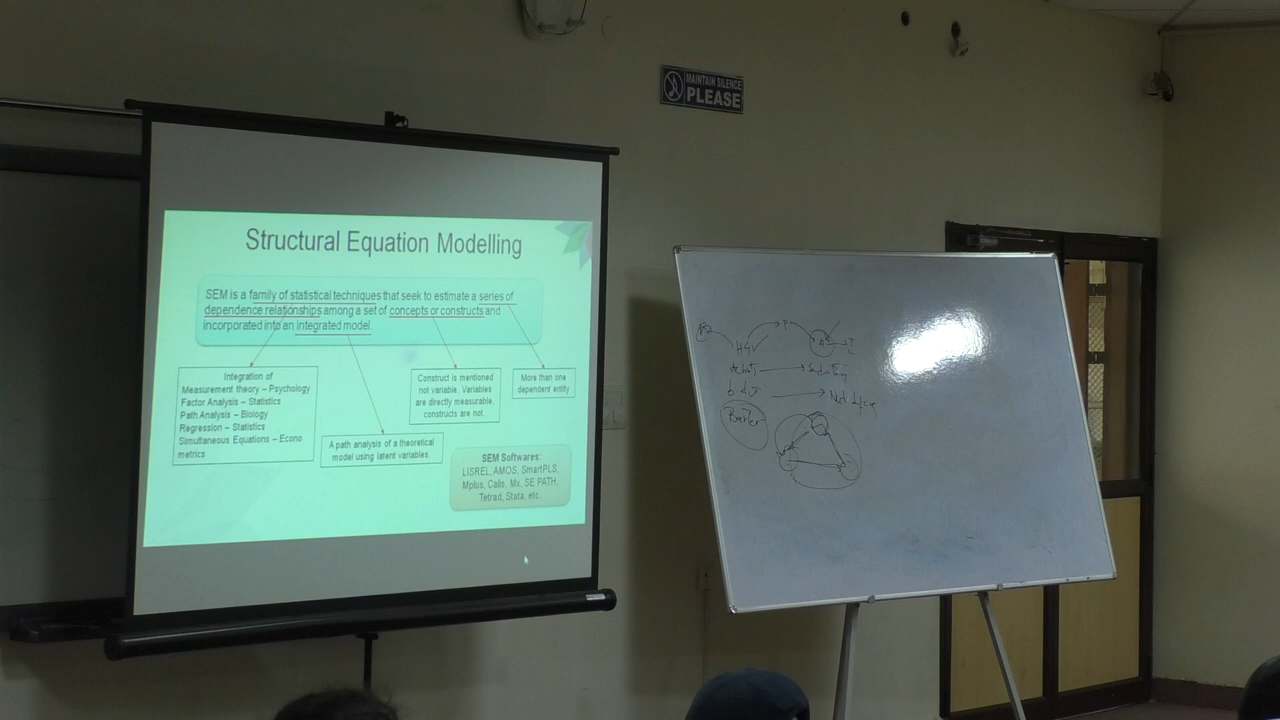 MAINTAIN SILENCE
PLEASE
Structural Equation Modelling
SEM is a family of statistical techniques that seek to estimate a series of
dependence relationships among a set of concepts or constructs and
incorporated into an integrated model.
Integration of
Measurement theory – Psychology
Factor Analysis – Statistics
Path Analysis – Biology
Regression – Statistics
Simultaneous Equations – Econo
metrics
A path analysis of a theoretical
model using latent variables.
Construct is mentioned
not variable. Variables
are directly measurable,
constructs are not.
More than one
dependent entity
SEM Softwares:
LISREL, AMOS, SmartPLS,
Mplus, Calis, Mx, SE PATH,
Tetrad, Stata, etc.
P